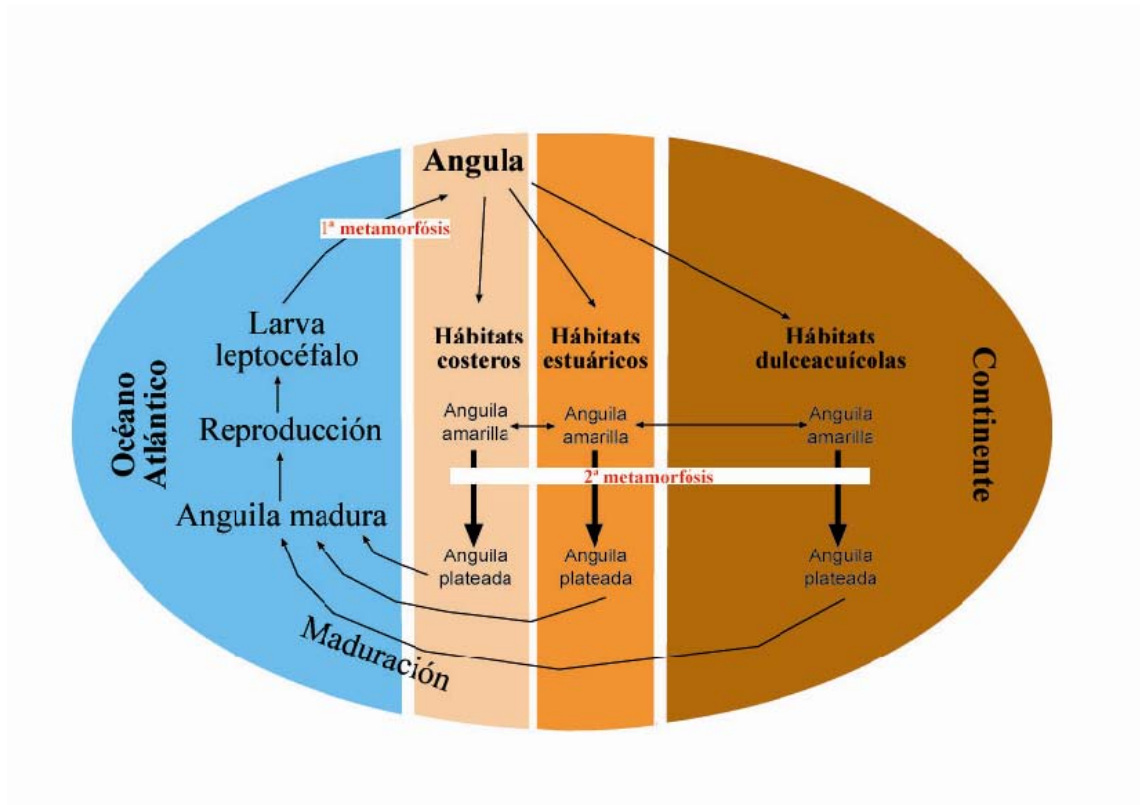 Angula
1ª metamorfósis
Larva
leptocéfalo
Reproducción
Anguila madura
Océano
Atlántico
Hábitats
costeros
Hábitats
estuáricos
Hábitats
dulceacuícolas
Continente
Anguila
amarilla
Anguila
amarilla
Anguila
amarilla
2ª metamorfósis
Anguila
plateada
Anguila
plateada
Anguila
plateada
Maduración